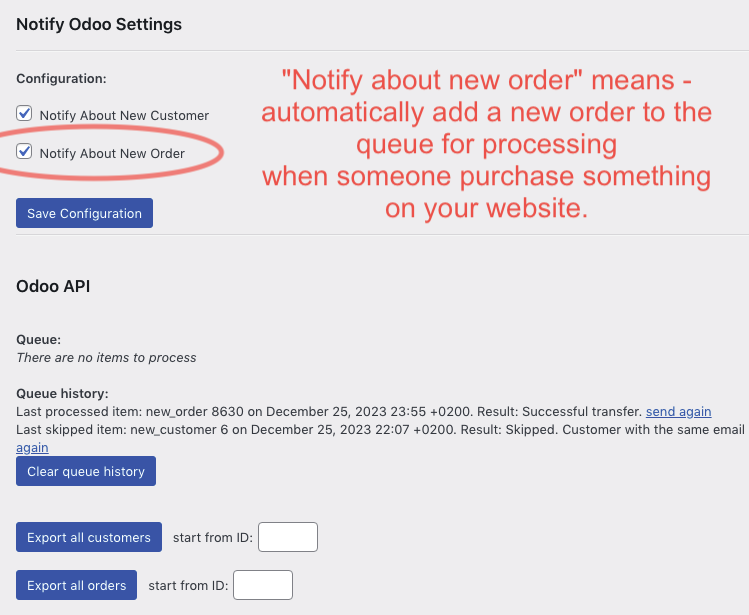 Notify Odoo Settings
Configuration:
"Notify about new order" means -
automatically add a new order to the
queue for processing
when someone purchase something
on your website.
Notify About New Customer
Notify About New Order
Save Configuration
Odoo API
Queue:
There are no items to process
Queue history:
Last processed item: new_order 8630 on December 25, 2023 23:55 +0200. Result: Successful transfer. send again
Last skipped item: new_customer 6 on December 25, 2023 22:07 +0200. Result: Skipped. Customer with the same email
again
Clear queue history
Export all customers start from ID:
Export all orders start from ID: